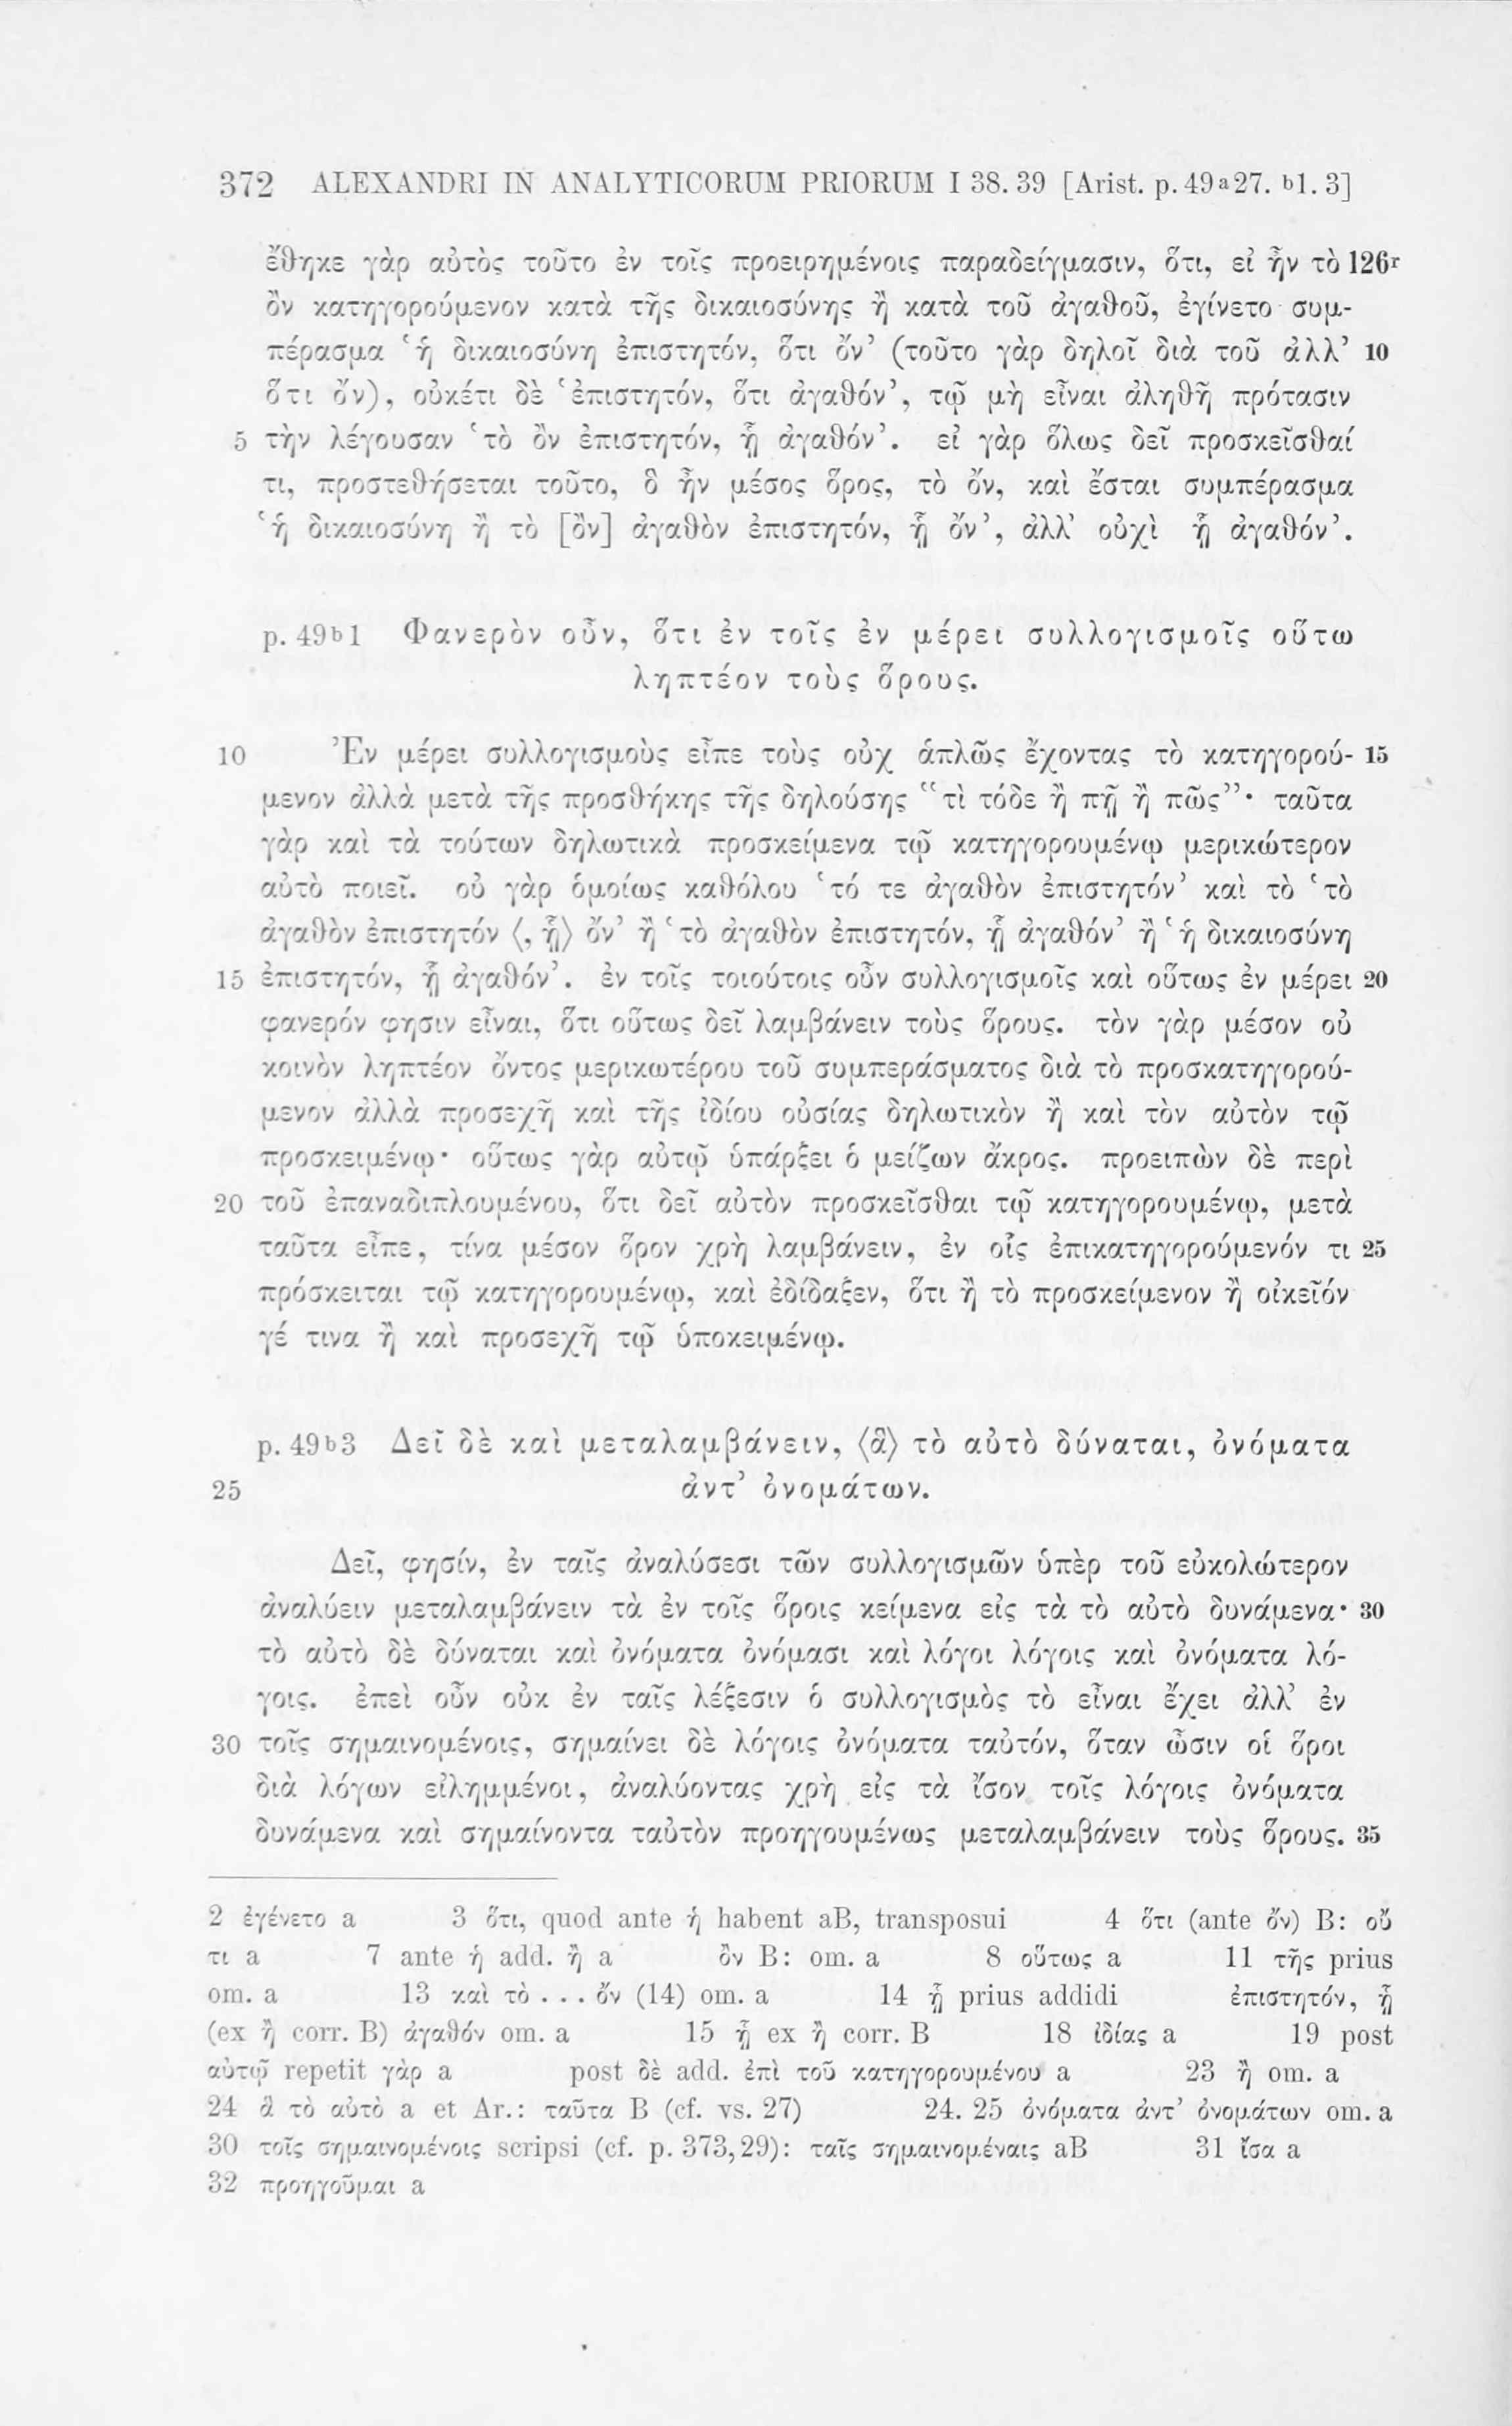 372 ALEXANDRI IN ANALYTICORUM PRIORUM I 38. 39 [Arist. p. 49a27. b1. 3]
ἔθηκε γὰρ αὐτὸς τοῦτο ἐν τοῖς προειρημένοις παραδείγμασιν, ὅτι, εἰ ἦν τὸ 126r
ὂν κατηγορούμενον κατὰ τῆς δικαιοσύνης ἢ κατὰ τοῦ ἀγαθοῦ, ἐγίνετο συμ-
πέρασμα ‘ἡ δικαιοσύνη ἐπιστητόν, ὅτι ὄν’ (τοῦτο γὰρ δηλοῖ διὰ τοῦ ἀλλ’ 10
ὅτι ὄν), οὐκέτι δὲ ‘ἐπιστητόν, ὅτι ἀγαθόν’, τῷ μὴ εἶναι ἀληθῆ πρότασιν
5 τὴν λέγουσαν ‘τὸ ὂν ἐπιστητόν, ᾗ ἀγαθόν’. εἰ γὰρ ὅλως δεῖ προσκεῖσθαί
τι, προστεθήσεται τοῦτο, ὃ ἦν μέσος ὅρος, τὸ ὄν, καὶ ἔσται συμπέρασμα
‘ἡ δικαιοσύνη ἢ τὸ [ὂν] ἀγαθὸν ἐπιστητόν, ᾗ ὄν’, ἀλλ’ οὐχὶ ᾗ ἀγαθόν’.
p. 49b1 Φανερὸν οὖν, ὅτι ἐν τοῖς ἐν μέρει συλλογισμοῖς οὕτω
ληπτέον τοὺς ὅρους.
10 Ἐν μέρει συλλογισμοὺς εἶπε τοὺς οὐχ ἁπλῶς ἔχοντας τὸ κατηγορού- 15
μενον ἀλλὰ μετὰ τῆς προσθήκης τῆς δηλούσης “τὶ τόδε ἢ πῇ ἢ πῶς”· ταῦτα
γὰρ καὶ τὰ τούτων δηλωτικὰ προσκείμενα τῷ κατηγορουμένῳ μερικώτερον
αὐτὸ ποιεῖ. οὐ γὰρ ὁμοίως καθόλου ‘τό τε ἀγαθὸν ἐπιστητόν’ καὶ τὸ ‘τὸ
ἀγαθὸν ἐπιστητόν ⟨, ᾗ⟩ ὄν’ ἢ ‘τὸ ἀγαθὸν ἐπιστητόν, ᾗ ἀγαθόν’ ἢ ‘ἡ δικαιοσύνη
15 ἐπιστητόν, ᾗ ἀγαθόν’. ἐν τοῖς τοιούτοις οὖν συλλογισμοῖς καὶ οὕτως ἐν μέρει 20
φανερόν φησιν εἶναι, ὅτι οὕτως δεῖ λαμβάνειν τοὺς ὅρους. τὸν γὰρ μέσον οὐ
κοινὸν ληπτέον ὄντος μερικωτέρου τοῦ συμπεράσματος διὰ τὸ προσκατηγορού-
μενον ἀλλὰ προσεχῆ καὶ τῆς ἰδίου οὐσίας δηλωτικὸν ἢ καὶ τὸν αὐτὸν τῷ
προσκειμένῳ· οὕτως γὰρ αὐτῷ ὑπάρξει ὁ μείζων ἄκρος. προειπὼν δὲ περὶ
20 τοῦ ἐπαναδιπλουμένου, ὅτι δεῖ αὐτὸν προσκεῖσθαι τῷ κατηγορουμένῳ, μετὰ
ταῦτα εἶπε, τίνα μέσον ὅρον χρὴ λαμβάνειν, ἐν οἷς ἐπικατηγορούμενόν τι 25
πρόσκειται τῷ κατηγορουμένῳ, καὶ ἐδίδαξεν, ὅτι ἢ τὸ προσκείμενον ἢ οἰκεῖόν
γέ τινα ἢ καὶ προσεχῆ τῷ ὑποκειμένῳ.
p. 49b3 Δεῖ δὲ καὶ μεταλαμβάνειν, ⟨ἃ⟩ τὸ αὐτὸ δύναται, ὀνόματα
25 ἀντ’ ὀνομάτων.
Δεῖ, φησίν, ἐν ταῖς ἀναλύσεσι τῶν συλλογισμῶν ὑπὲρ τοῦ εὐκολώτερον
ἀναλύειν μεταλαμβάνειν τὰ ἐν τοῖς ὅροις κείμενα εἰς τὰ τὸ αὐτὸ δυνάμενα· 30
τὸ αὐτὸ δὲ δύναται καὶ ὀνόματα ὀνόμασι καὶ λόγοι λόγοις καὶ ὀνόματα λό-
γοις. ἐπεὶ οὖν οὐκ ἐν ταῖς λέξεσιν ὁ συλλογισμὸς τὸ εἶναι ἔχει ἀλλ’ ἐν
30 τοῖς σημαινομένοις, σημαίνει δὲ λόγοις ὀνόματα ταὐτόν, ὅταν ὦσιν οἱ ὅροι
διὰ λόγων εἰλημμένοι, ἀναλύοντας χρὴ εἰς τὰ ἴσον τοῖς λόγοις ὀνόματα
δυνάμενα καὶ σημαίνοντα ταὐτὸν προηγουμένως μεταλαμβάνειν τοὺς ὅρους. 35
2 ἐγένετο a 3 ὅτι, quod ante ἡ habent aB, transposui 4 ὅτι (ante ὄν) B: οὔ
τι a 7 ante ἡ add. ἢ a ὂν B: om. a 8 οὕτως a 11 τῆς prius
om. a 13 καὶ τὸ . . . ὄν (14) om. a 14 ᾗ prius addidi ἐπιστητόν, ᾗ
(ex ἢ corr. B) ἀγαθόν om. a 15 ᾗ ex ἢ corr. B 18 ἰδίας a 19 post
αὐτῷ repetit γὰρ a post δὲ add. ἐπὶ τοῦ κατηγορουμένου a 23 ἢ om. a
24 ἃ τὸ αὐτὸ a et Ar.: ταῦτα B (cf. vs. 27) 24. 25 ὀνόματα ἀντ’ ὀνομάτων om. a
30 τοῖς σημαινομένοις scripsi (cf. p. 373,29): ταῖς σημαινομέναις aB 31 ἴσα a
32 προηγοῦμαι a